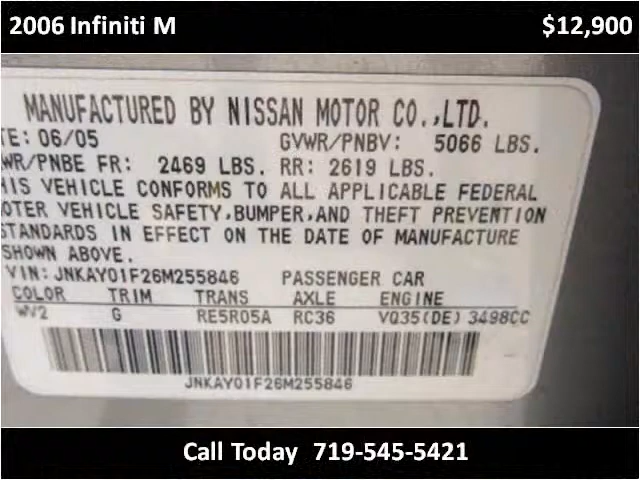 2006 Infiniti M $12,900
MANUFACTURED BY NISSAN MOTOR CO.,LTD.
TE: 06/05 GVWR/PNBV: 5066 LBS.
WR/PNBE FR: 2469 LBS. RR: 2619 LBS.
HIS VEHICLE CONFORMS TO ALL APPLICABLE FEDERAL
OTER VEHICLE SAFETY,BUMPER,AND THEFT PREVENTION
STANDARDS IN EFFECT ON THE DATE OF MANUFACTURE
SHOWN ABOVE.
VIN: JNKAY01F26M255846 PASSENGER CAR
COLOR TRIM TRANS AXLE ENGINE
WV2 G RE5R05A RC36 VQ35(DE) 3498CC
JNKAY01F26M255846
Call Today 719-545-5421